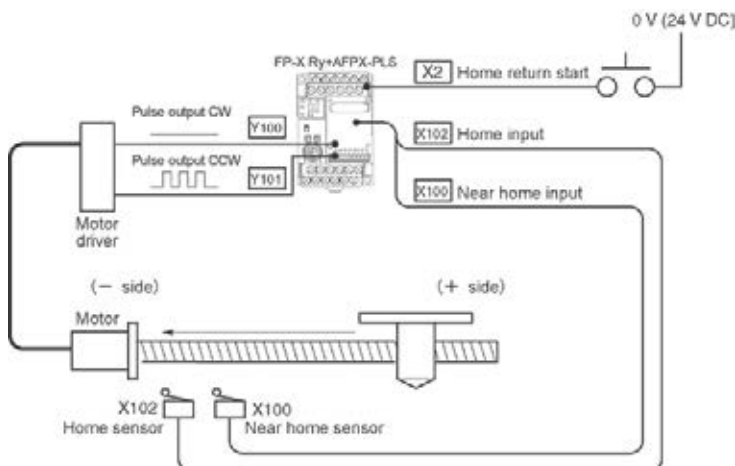 0 V (24 V DC)
FP-X Ry+AFPX-PLS
X2 Home return start
Pulse output CW
Y100
X102 Home input
Pulse output CCW
Y101
X100 Near home input
Motor
driver
(− side)
(+ side)
Motor
X102
Home sensor
X100
Near home sensor